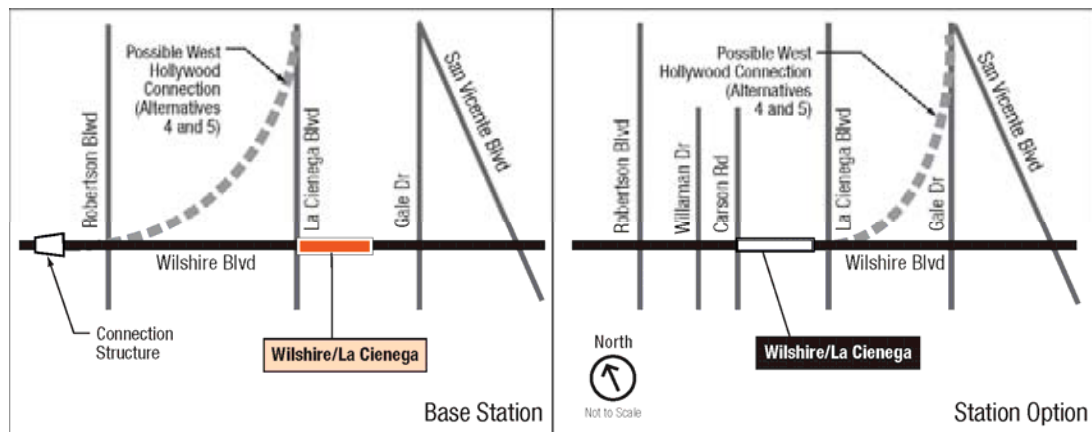 Possible West
Hollywood
Connection
(Alternatives
4 and 5)
Robertson Blvd
La Cienega Blvd
Gale Dr
San Vicente Blvd
Wilshire Blvd
Connection
Structure
Wilshire/La Cienega
Base Station
Possible West
Hollywood Connection
(Alternatives
4 and 5)
Robertson Blvd
Willaman Dr
Carson Rd
La Cienega Blvd
Gale Dr
San Vicente Blvd
Wilshire Blvd
North
Not to Scale
Wilshire/La Cienega
Station Option